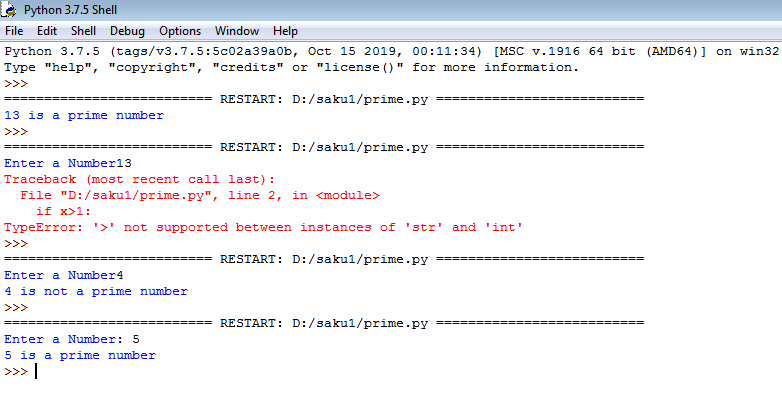 Python 3.7.5 Shell
File Edit Shell Debug Options Window Help
Python 3.7.5 (tags/v3.7.5:5c02a39a0b, Oct 15 2019, 00:11:34) [MSC v.1916 64 bit (AMD64)] on win32
Type "help", "copyright", "credits" or "license()" for more information.
>>>
========================== RESTART: D:/saku1/prime.py ==========================
13 is a prime number
>>>
========================== RESTART: D:/saku1/prime.py ==========================
Enter a Number13
Traceback (most recent call last):
  File "D:/saku1/prime.py", line 2, in <module>
    if x>1:
TypeError: '>' not supported between instances of 'str' and 'int'
>>>
========================== RESTART: D:/saku1/prime.py ==========================
Enter a Number4
4 is not a prime number
>>>
========================== RESTART: D:/saku1/prime.py ==========================
Enter a Number: 5
5 is a prime number
>>>